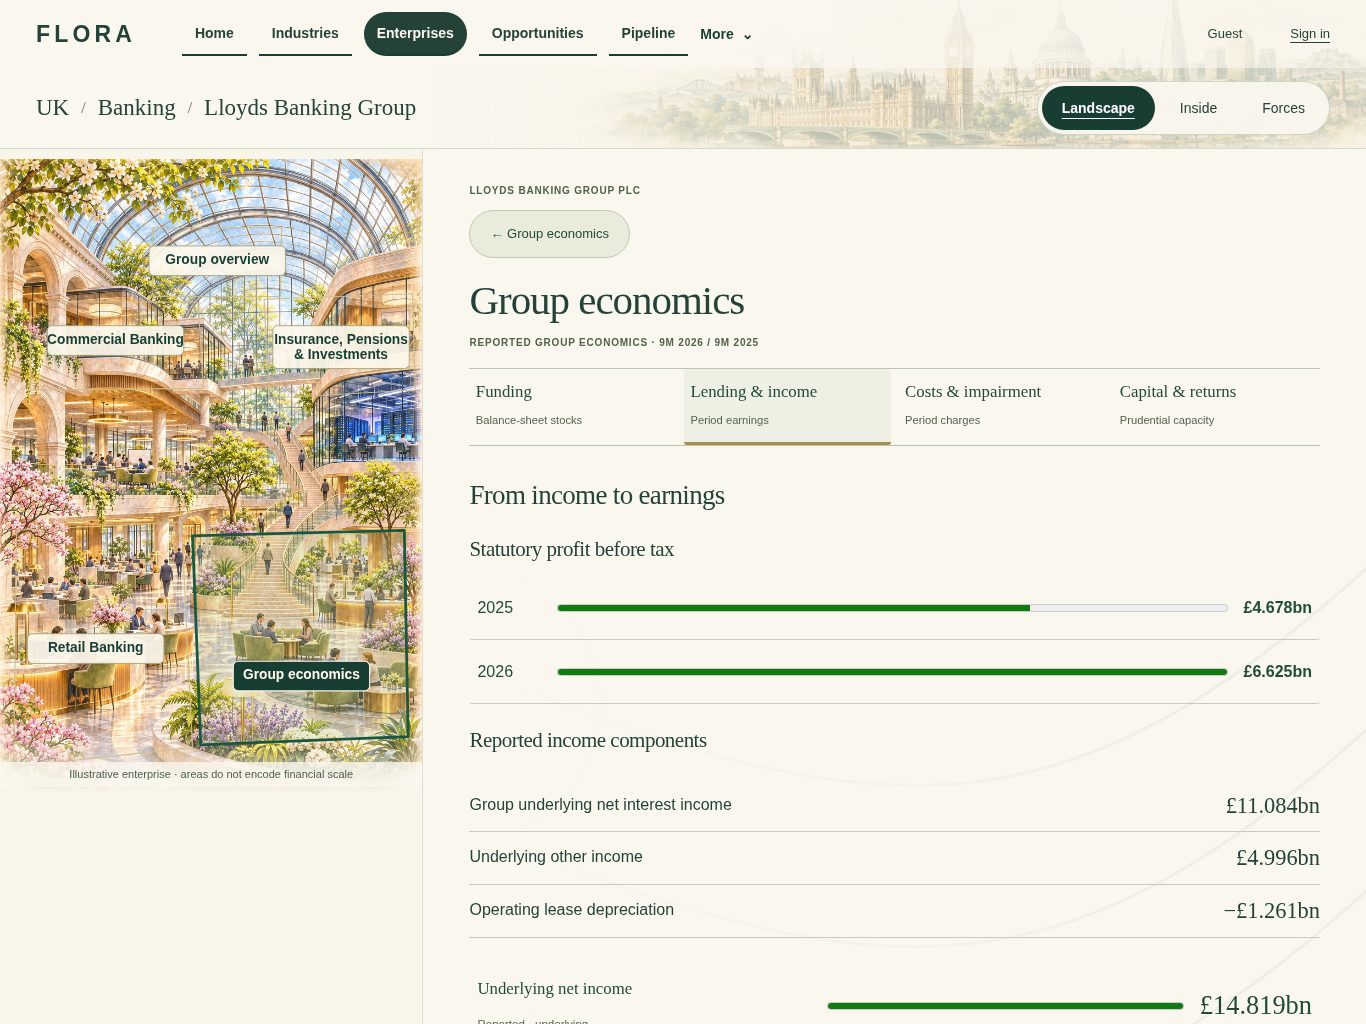 FLORA
Home
Industries
Enterprises
Opportunities
Pipeline
More
Guest
Sign in
UK / Banking / Lloyds Banking Group
Landscape
Inside
Forces
Group overview
Commercial Banking
Insurance, Pensions
& Investments
Retail Banking
Group economics
Illustrative enterprise · areas do not encode financial scale
LLOYDS BANKING GROUP PLC
← Group economics
Group economics
REPORTED GROUP ECONOMICS · 9M 2026 / 9M 2025
Funding
Balance-sheet stocks
Lending & income
Period earnings
Costs & impairment
Period charges
Capital & returns
Prudential capacity
From income to earnings
Statutory profit before tax
2025 £4.678bn
2026 £6.625bn
Reported income components
Group underlying net interest income £11.084bn
Underlying other income £4.996bn
Operating lease depreciation −£1.261bn
Underlying net income £14.819bn